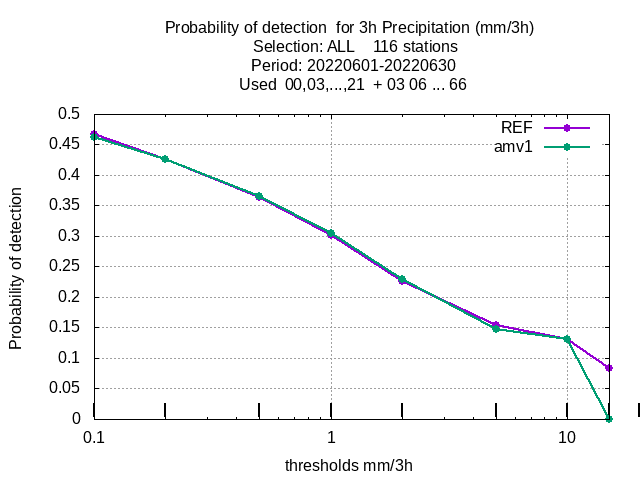 Probability of detection  for 3h Precipitation (mm/3h)
Selection: ALL    116 stations
Period: 20220601-20220630
Used  00,03,...,21  + 03 06 ... 66
REF
amv1
0.5
0.45
0.4
0.35
0.3
0.25
0.2
0.15
0.1
0.05
0
Probability of detection
0.1 1 10
thresholds mm/3h